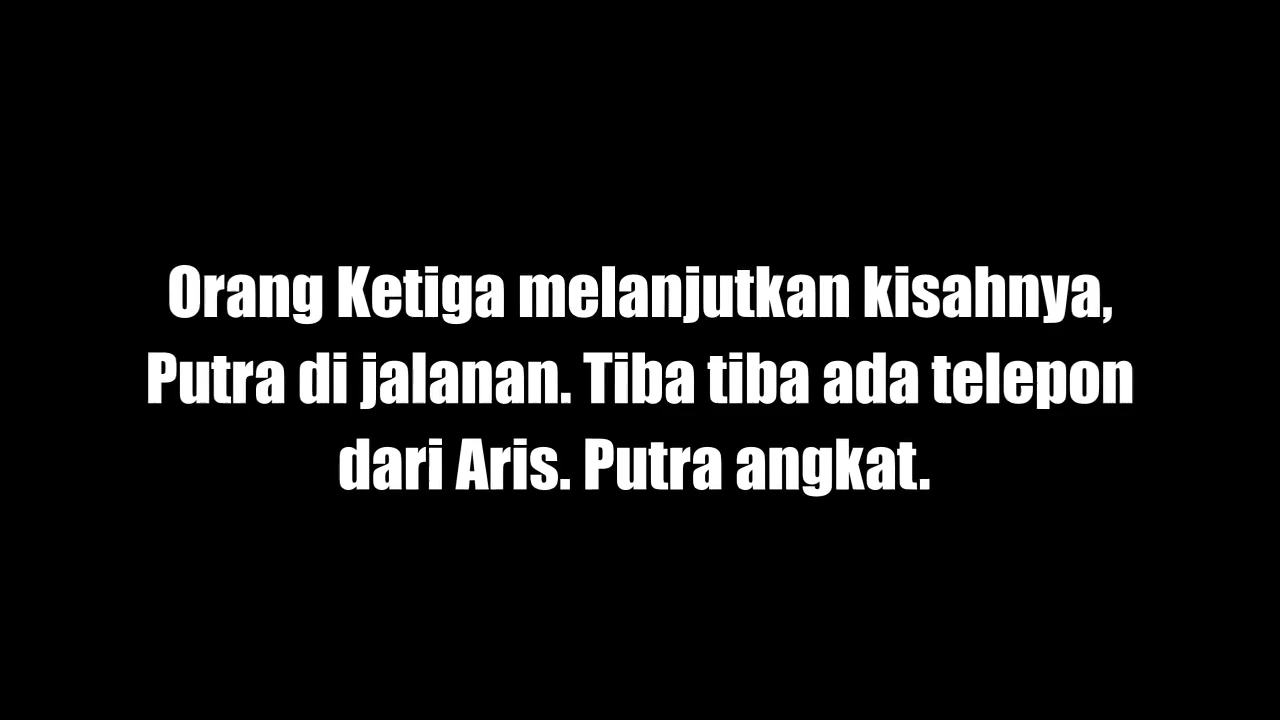 Orang Ketiga melanjutkan kisahnya,
Putra di jalanan. Tiba tiba ada telepon
dari Aris. Putra angkat.